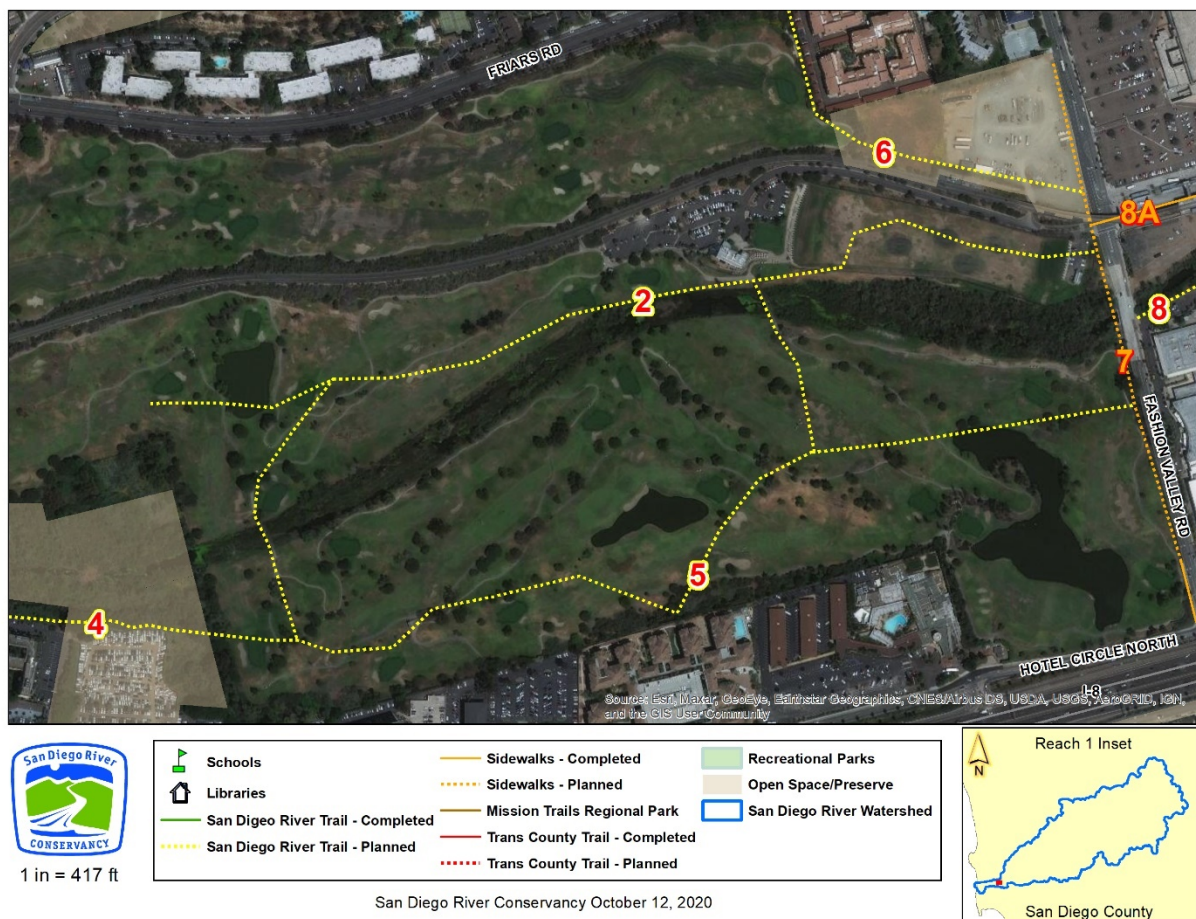 FRIARS RD
6
8A
2
8
7
FASHION VALLEY RD
5
4
HOTEL CIRCLE NORTH
I-8
Source: Esri, Maxar, GeoEye, Earthstar Geographics, CNES/Airbus DS, USDA, USGS, AeroGRID, IGN,
and the GIS User Community
San Diego River
CONSERVANCY
1 in = 417 ft
Schools
Libraries
San Digeo River Trail - Completed
San Diego River Trail - Planned
Sidewalks - Completed
Sidewalks - Planned
Mission Trails Regional Park
Trans County Trail - Completed
Trans County Trail - Planned
Recreational Parks
Open Space/Preserve
San Diego River Watershed
San Diego River Conservancy October 12, 2020
Reach 1 Inset
N
San Diego County